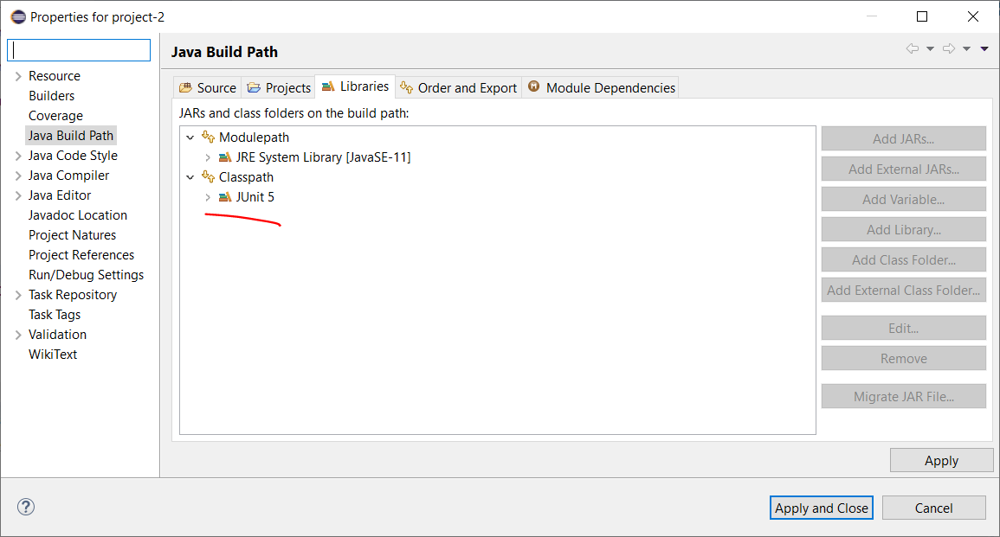 Properties for project-2
Resource
Builders
Coverage
Java Build Path
Java Code Style
Java Compiler
Java Editor
Javadoc Location
Project Natures
Project References
Run/Debug Settings
Task Repository
Task Tags
Validation
WikiText
Java Build Path
Source Projects Libraries Order and Export Module Dependencies
JARs and class folders on the build path:
Modulepath
JRE System Library [JavaSE-11]
Classpath
JUnit 5
Add JARs...
Add External JARs...
Add Variable...
Add Library...
Add Class Folder...
Add External Class Folder...
Edit...
Remove
Migrate JAR File...
Apply
Apply and Close Cancel